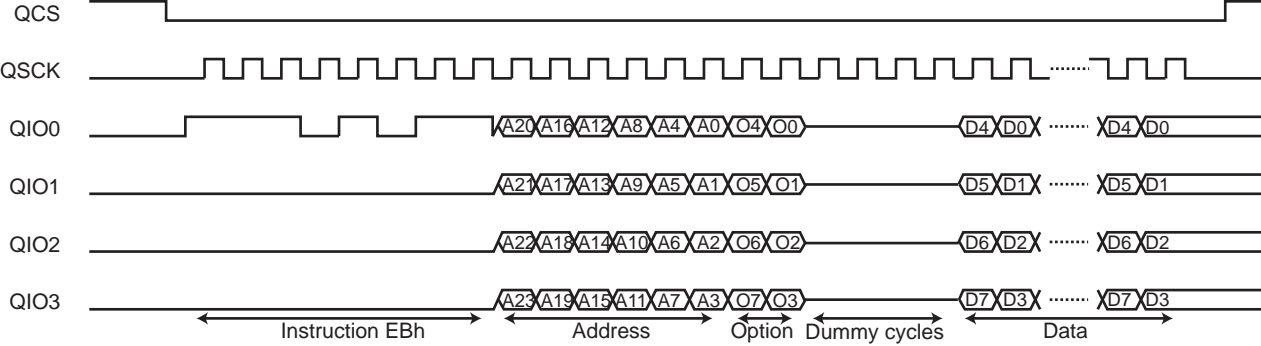 QCS
QSCK
QIO0 A20 A16 A12 A8 A4 A0 O4 O0 D4 D0 D4 D0
QIO1 A21 A17 A13 A9 A5 A1 O5 O1 D5 D1 D5 D1
QIO2 A22 A18 A14 A10 A6 A2 O6 O2 D6 D2 D6 D2
QIO3 A23 A19 A15 A11 A7 A3 O7 O3 D7 D3 D7 D3
Instruction EBh Address Option Dummy cycles Data